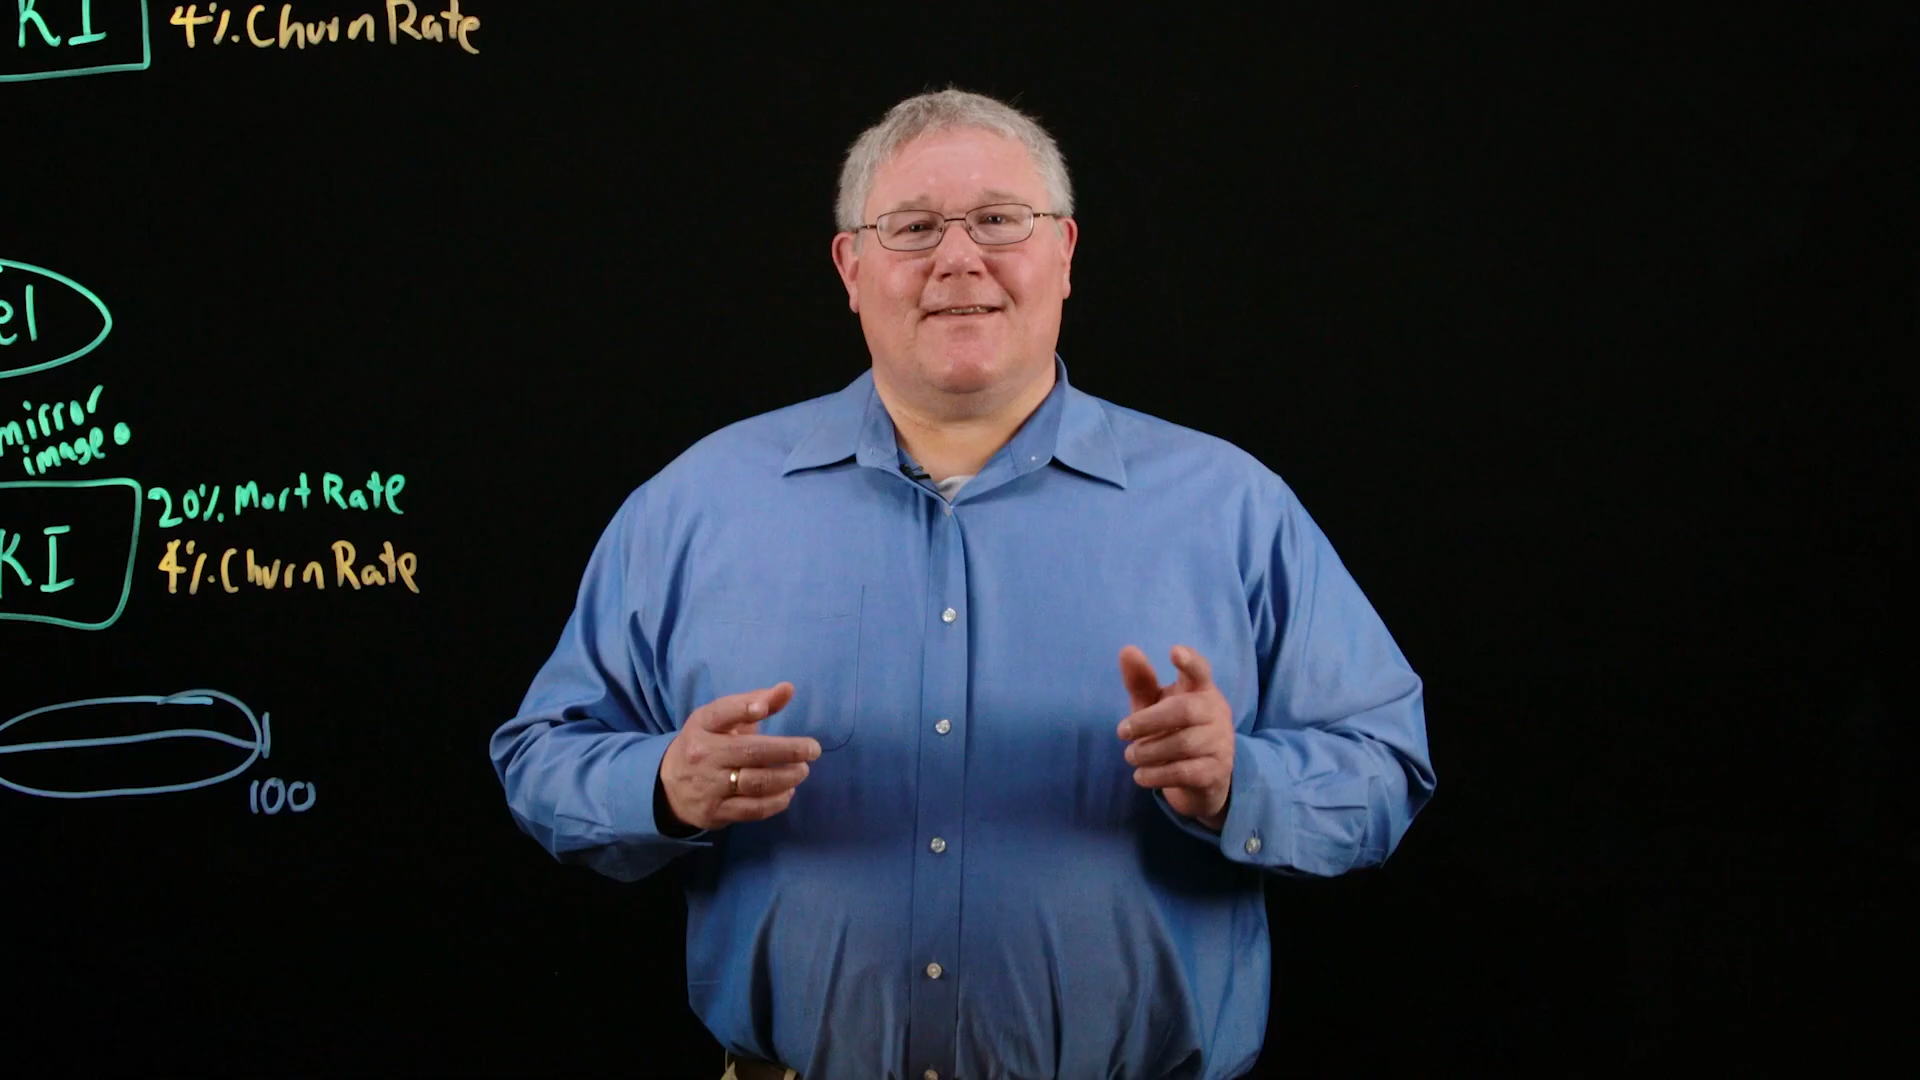 KI 4% Churn Rate
el
mirror
image
20% Mort Rate
KI
4% Churn Rate
100